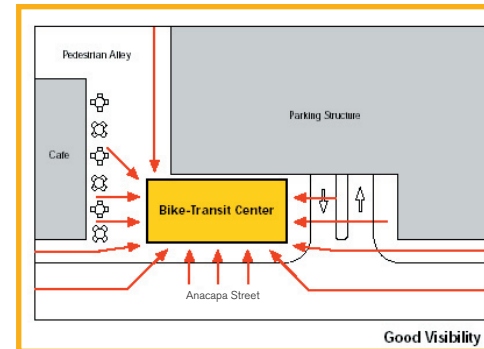 Pedestrian Alley
Parking Structure
Cafe
Bike-Transit Center
Anacapa Street
Good Visibility